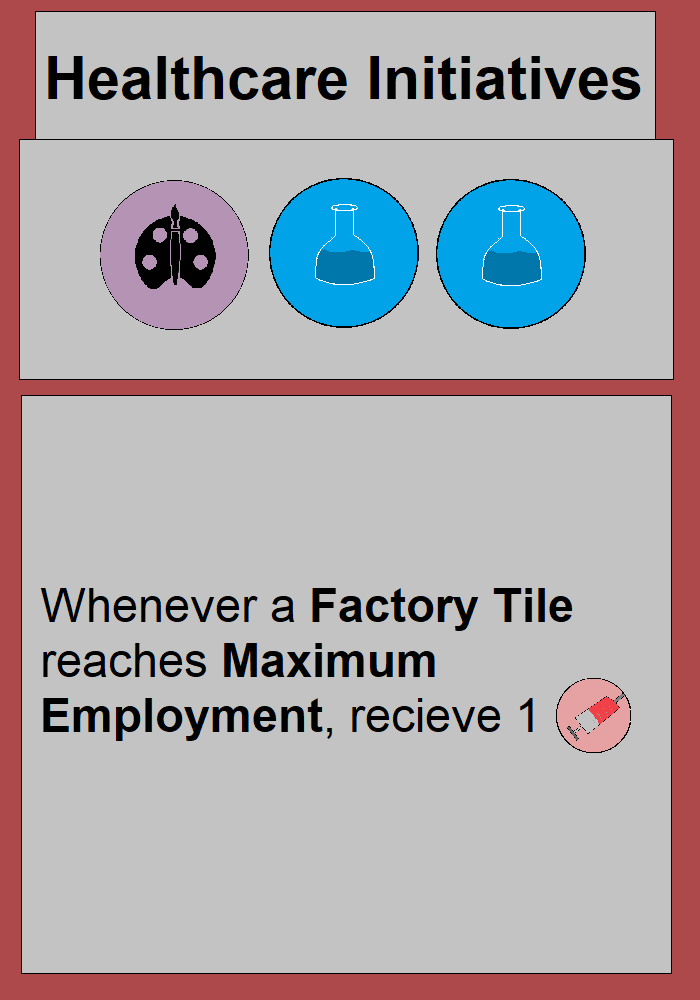 Healthcare Initiatives
Whenever a Factory Tile
reaches Maximum
Employment, recieve 1